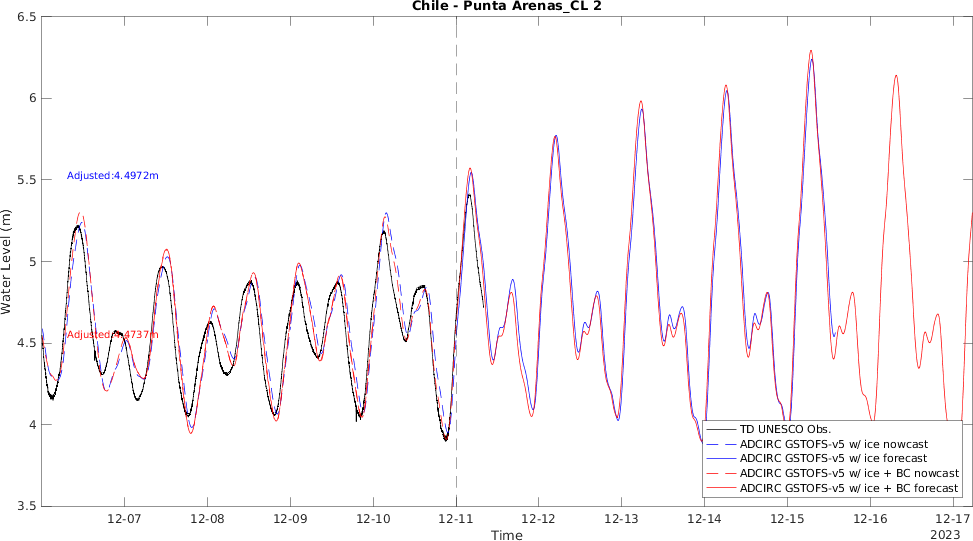 Chile - Punta Arenas_CL 2
6.5
6
5.5
5
4.5
4
3.5
Water Level (m)
Adjusted:4.4972m
Adjusted:4.4737m
TD UNESCO Obs.
ADCIRC GSTOFS-v5 w/ ice nowcast
ADCIRC GSTOFS-v5 w/ ice forecast
ADCIRC GSTOFS-v5 w/ ice + BC nowcast
ADCIRC GSTOFS-v5 w/ ice + BC forecast
12-07 12-08 12-09 12-10 12-11 12-12 12-13 12-14 12-15 12-16 12-17
Time
2023